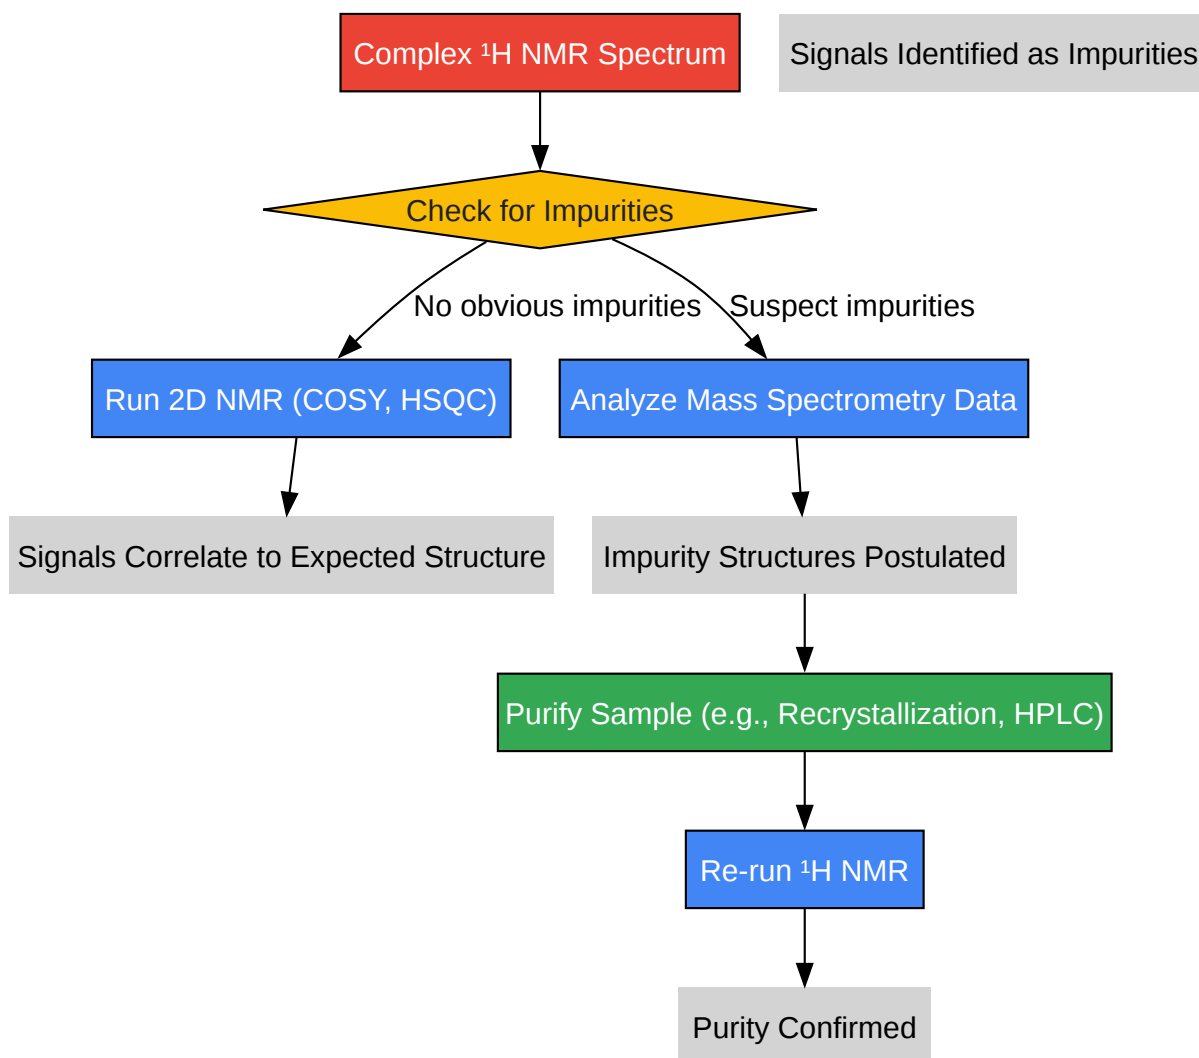 Complex ¹H NMR Spectrum
Signals Identified as Impurities
Check for Impurities
No obvious impurities
Suspect impurities
Run 2D NMR (COSY, HSQC)
Analyze Mass Spectrometry Data
Signals Correlate to Expected Structure
Impurity Structures Postulated
Purify Sample (e.g., Recrystallization, HPLC)
Re-run ¹H NMR
Purity Confirmed